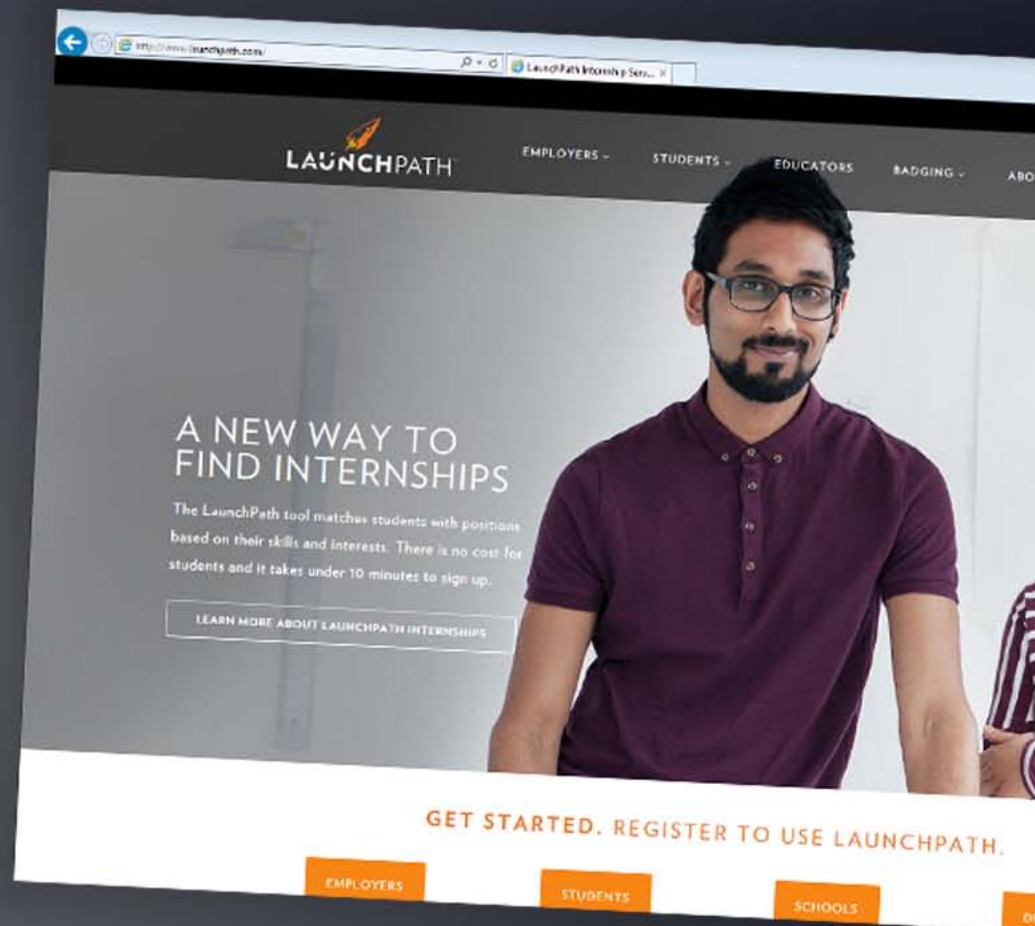 http://www.launchpath.com/
LaunchPath Internship Serv...
LAUNCHPATH
EMPLOYERS
STUDENTS
EDUCATORS
BADGING
ABO
A NEW WAY TO
FIND INTERNSHIPS
The LaunchPath tool matches students with positions
based on their skills and interests. There is no cost for
students and it takes under 10 minutes to sign up.
LEARN MORE ABOUT LAUNCHPATH INTERNSHIPS
GET STARTED. REGISTER TO USE LAUNCHPATH.
EMPLOYERS
STUDENTS
SCHOOLS